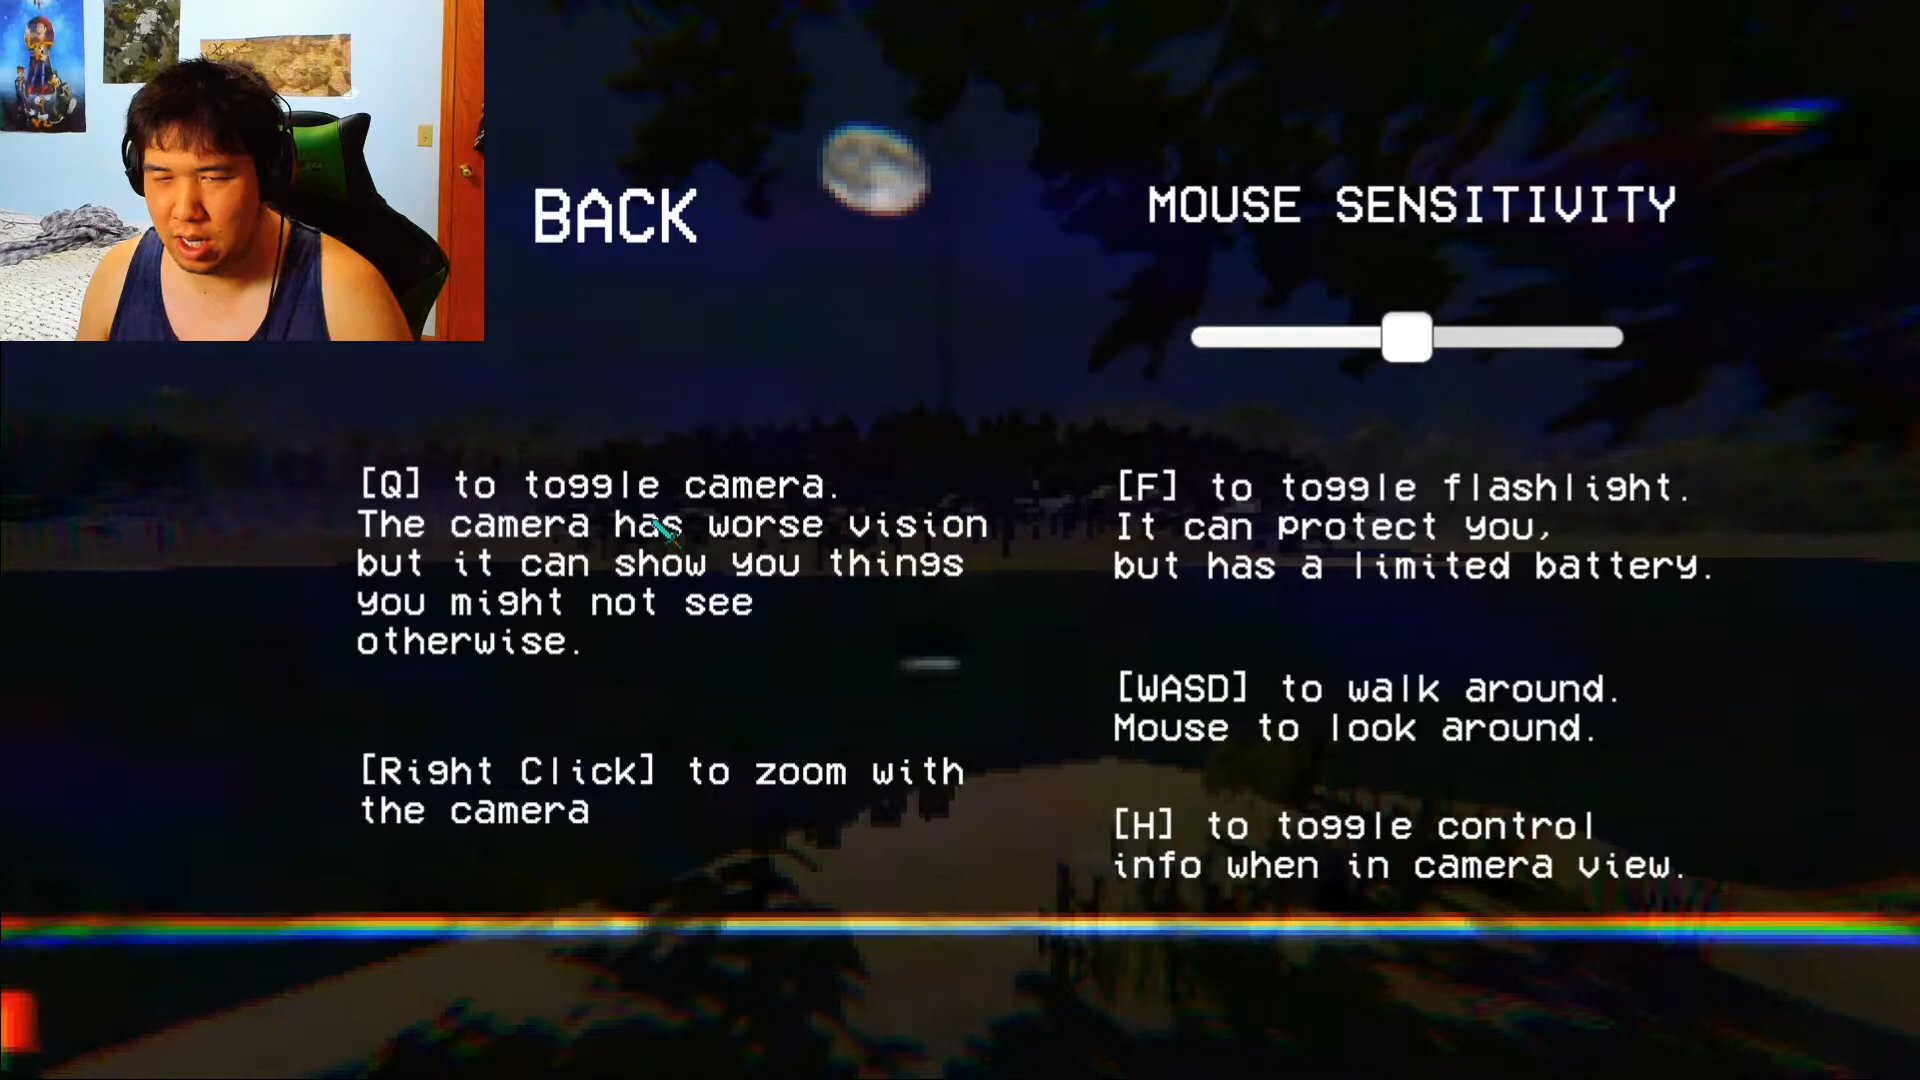 BACK
MOUSE SENSITIVITY
[Q] to toggle camera.
The camera has worse vision
but it can show you things
you might not see
otherwise.
[Right Click] to zoom with
the camera
[F] to toggle flashlight.
It can protect you,
but has a limited battery.
[WASD] to walk around.
Mouse to look around.
[H] to toggle control
info when in camera view.